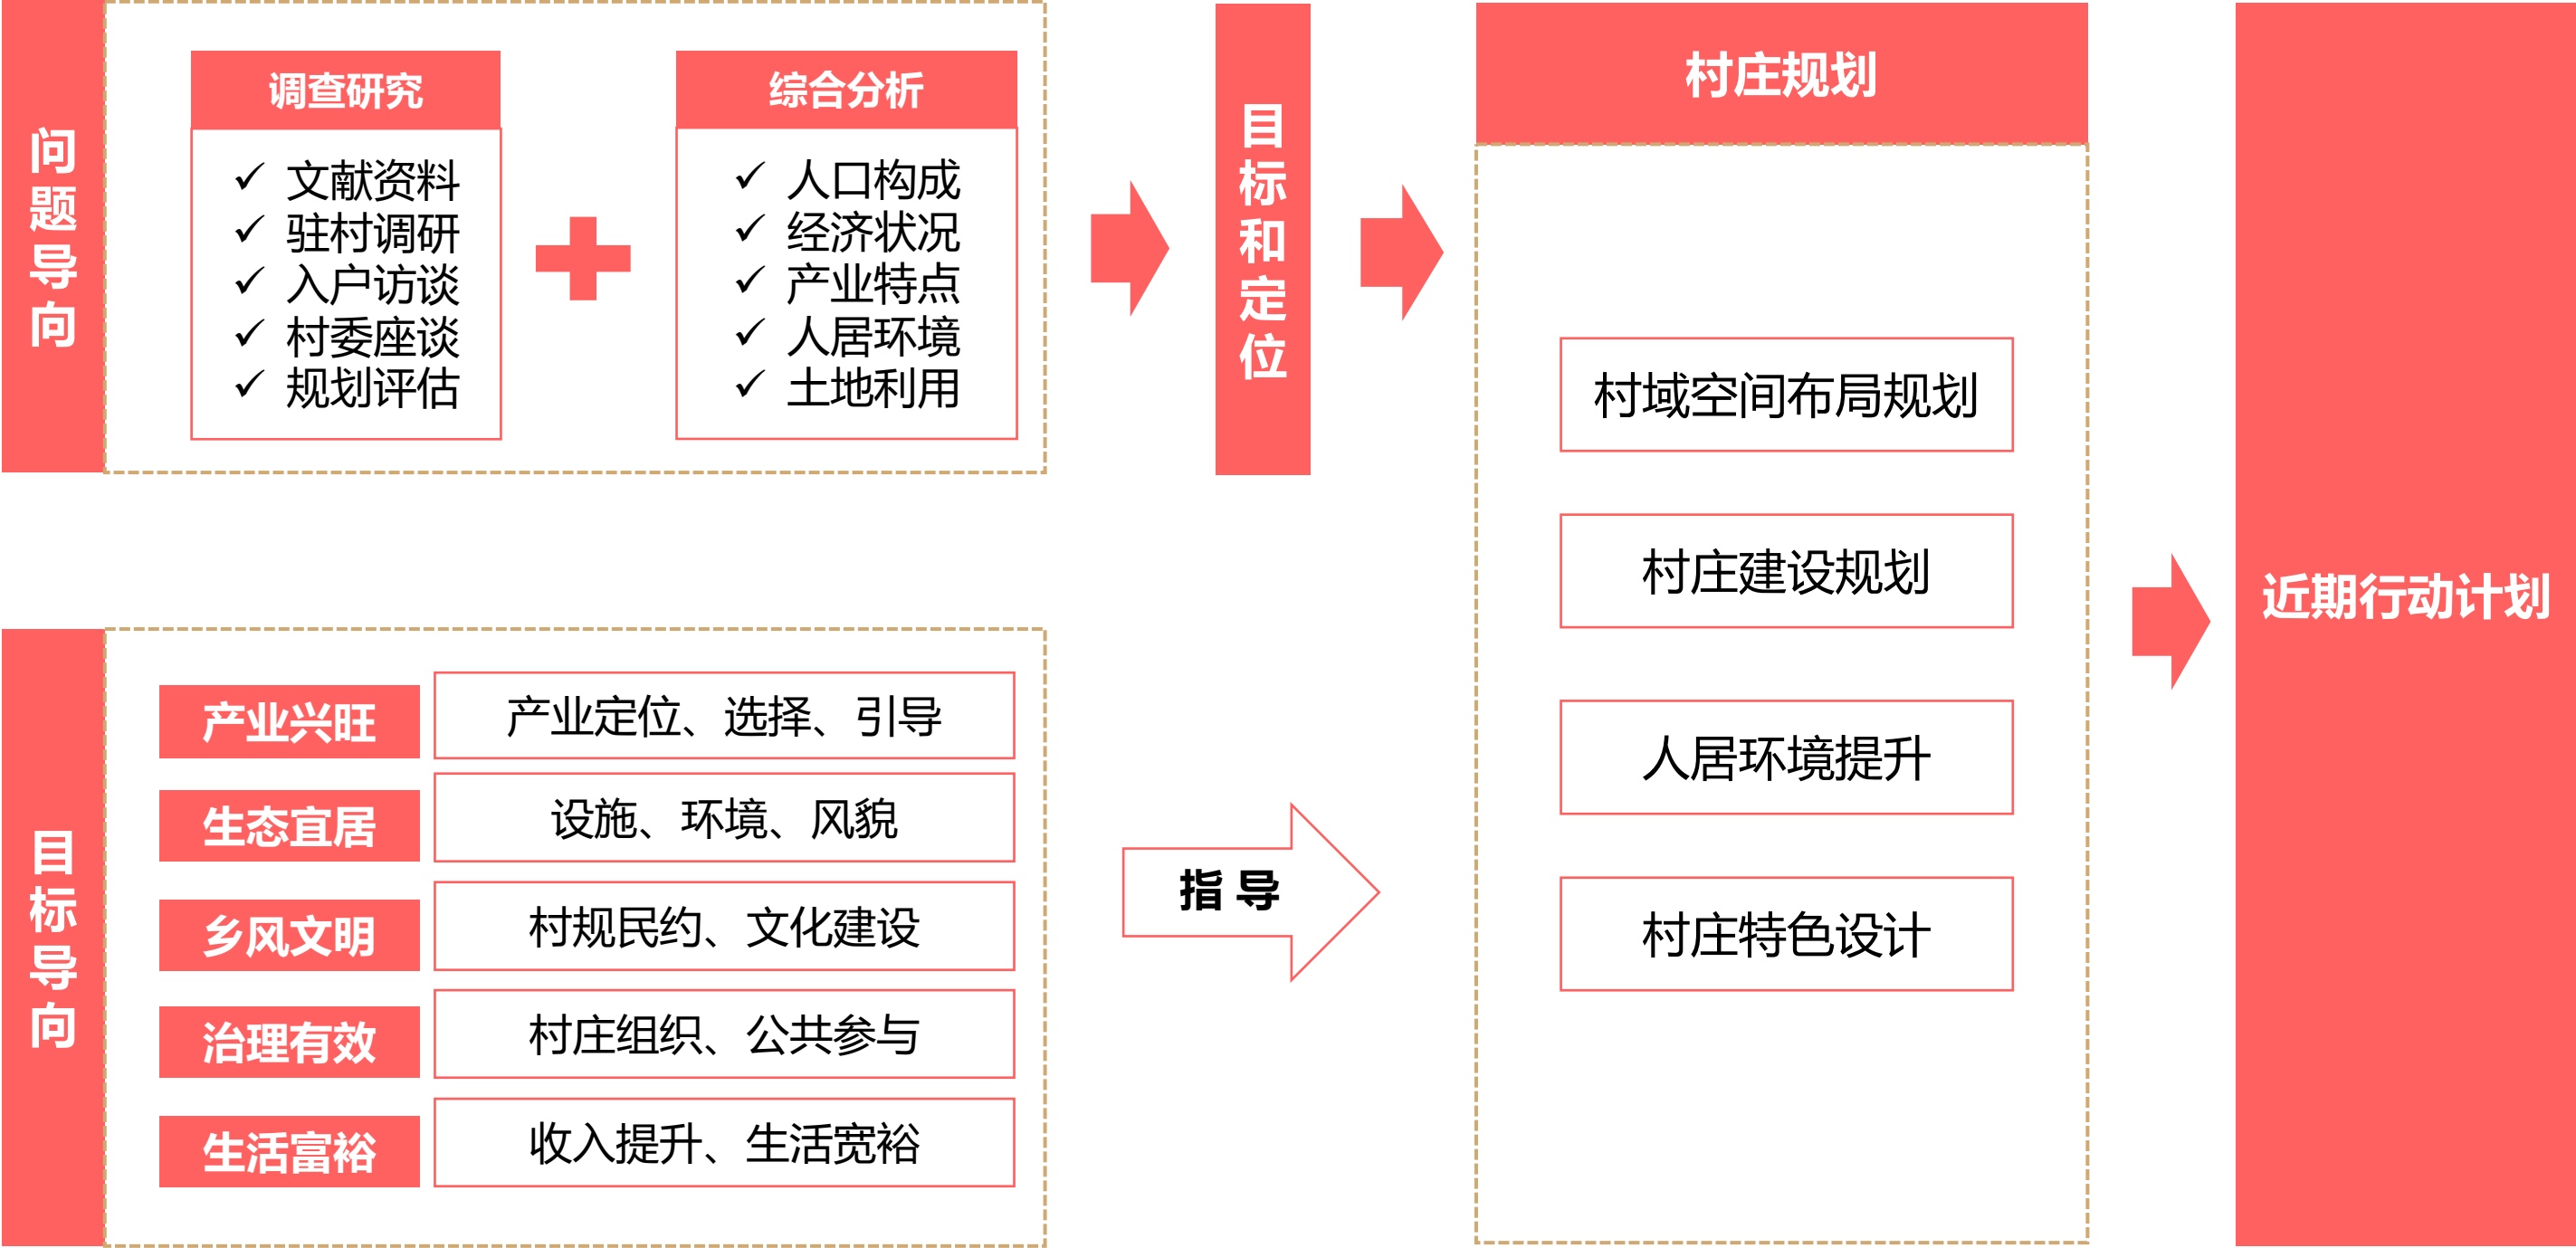 问题导向
调查研究
文献资料
驻村调研
入户访谈
村委座谈
规划评估
综合分析
人口构成
经济状况
产业特点
人居环境
土地利用
目标和定位
目标导向
产业兴旺
产业定位、选择、引导
生态宜居
设施、环境、风貌
乡风文明
村规民约、文化建设
治理有效
村庄组织、公共参与
生活富裕
收入提升、生活宽裕
指 导
村庄规划
村域空间布局规划
村庄建设规划
人居环境提升
村庄特色设计
近期行动计划